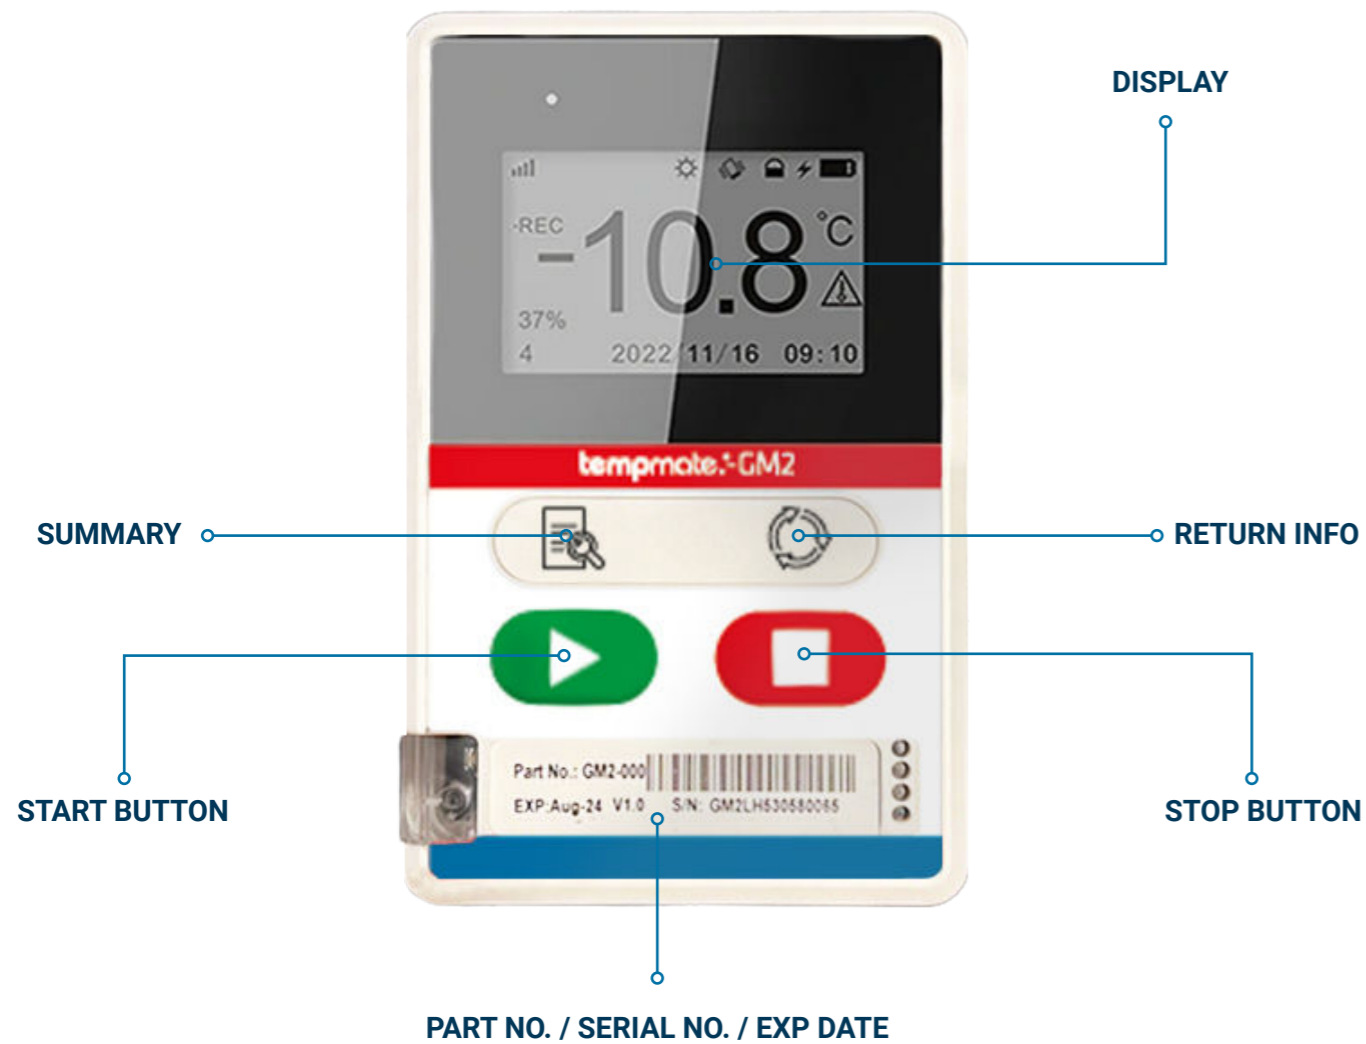 DISPLAY
-REC
-10.8 °C
37%
4 2022/11/16 09:10
tempmate.-GM2
SUMMARY
RETURN INFO
START BUTTON
STOP BUTTON
Part No.: GM2-000
EXP:Aug-24 V1.0 S/N: GM2LH530580065
PART NO. / SERIAL NO. / EXP DATE